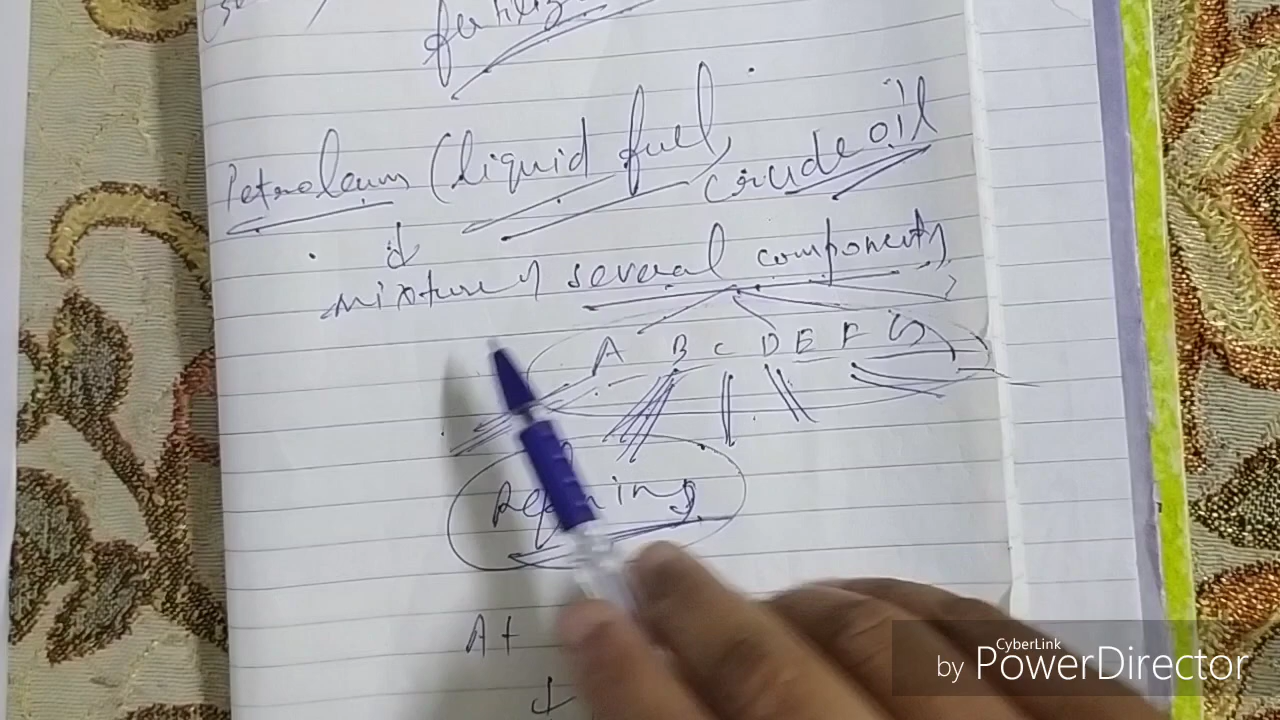 Petroleum (liquid fuel,
crude oil
mixture of several components
A B C D E F G
Refining
At
by CyberLink PowerDirector